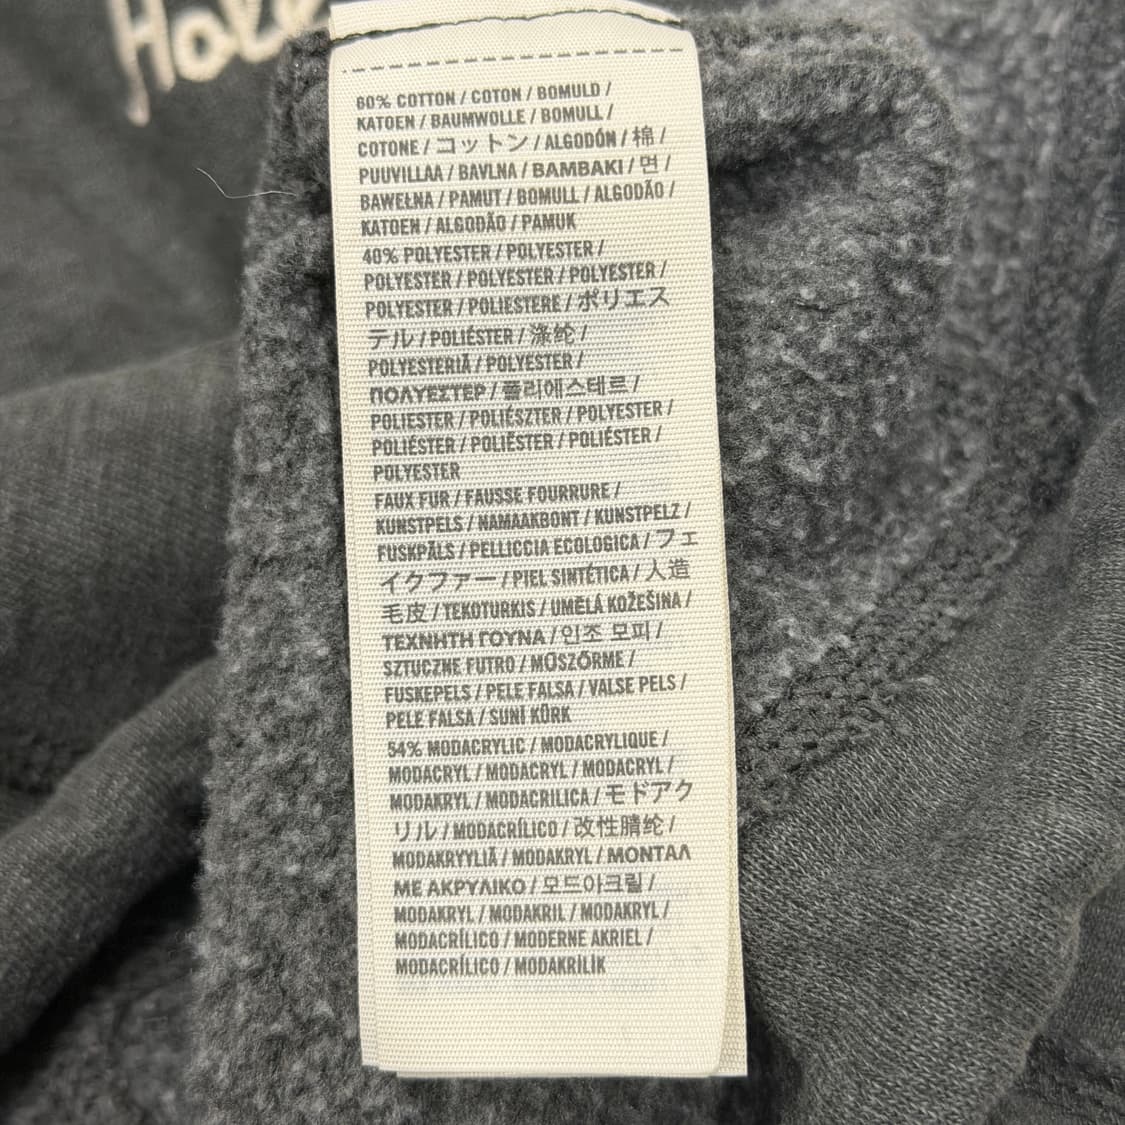 Hol
60% COTTON / COTON / BOMULD /
KATOEN / BAUMWOLLE / BOMULL /
COTONE / コットン / ALGODÓN / 棉 /
PUUVILLAA / BAVLNA / BAMBAKI / 면 /
BAWEŁNA / PAMUT / BOMULL / ALGODÃO /
KATOEN / ALGODÃO / PAMUK
40% POLYESTER / POLYESTER /
POLYESTER / POLYESTER / POLYESTER /
POLYESTER / POLIESTERE / ポリエス
テル / POLIÉSTER / 涤纶 /
POLYESTERIÄ / POLYESTER /
ΠΟΛΥΕΣΤΕΡ / 폴리에스테르 /
POLIESTER / POLIÉSZTER / POLYESTER /
POLIÉSTER / POLIËSTER / POLIÉSTER /
POLYESTER
FAUX FUR / FAUSSE FOURRURE /
KUNSTPELS / NAMAAKBONT / KUNSTPELZ /
FUSKPÄLS / PELLICCIA ECOLOGICA / フェ
イクファー / PIEL SINTÉTICA / 人造
毛皮 / TEKOTURKIS / UMĚLÁ KOŽEŠINA /
ΤΕΧΝΗΤΗ ΓΟΥΝΑ / 인조 모피 /
SZTUCZNE FUTRO / MŰSZŐRME /
FUSKEPELS / PELE FALSA / VALSE PELS /
PELE FALSA / SUNİ KÜRK
54% MODACRYLIC / MODACRYLIQUE /
MODACRYL / MODACRYL / MODACRYL /
MODAKRYL / MODACRILICA / モドアク
リル / MODACRÍLICO / 改性腈纶 /
MODAKRYYLIÄ / MODAKRYL / ΜΟΝΤΑΛ
ΜΕ ΑΚΡΥΛΙΚΟ / 모드아크릴 /
MODAKRYL / MODAKRIL / MODAKRYL /
MODACRÍLICO / MODERNE AKRIEL /
MODACRÍLICO / MODAKRİLİK